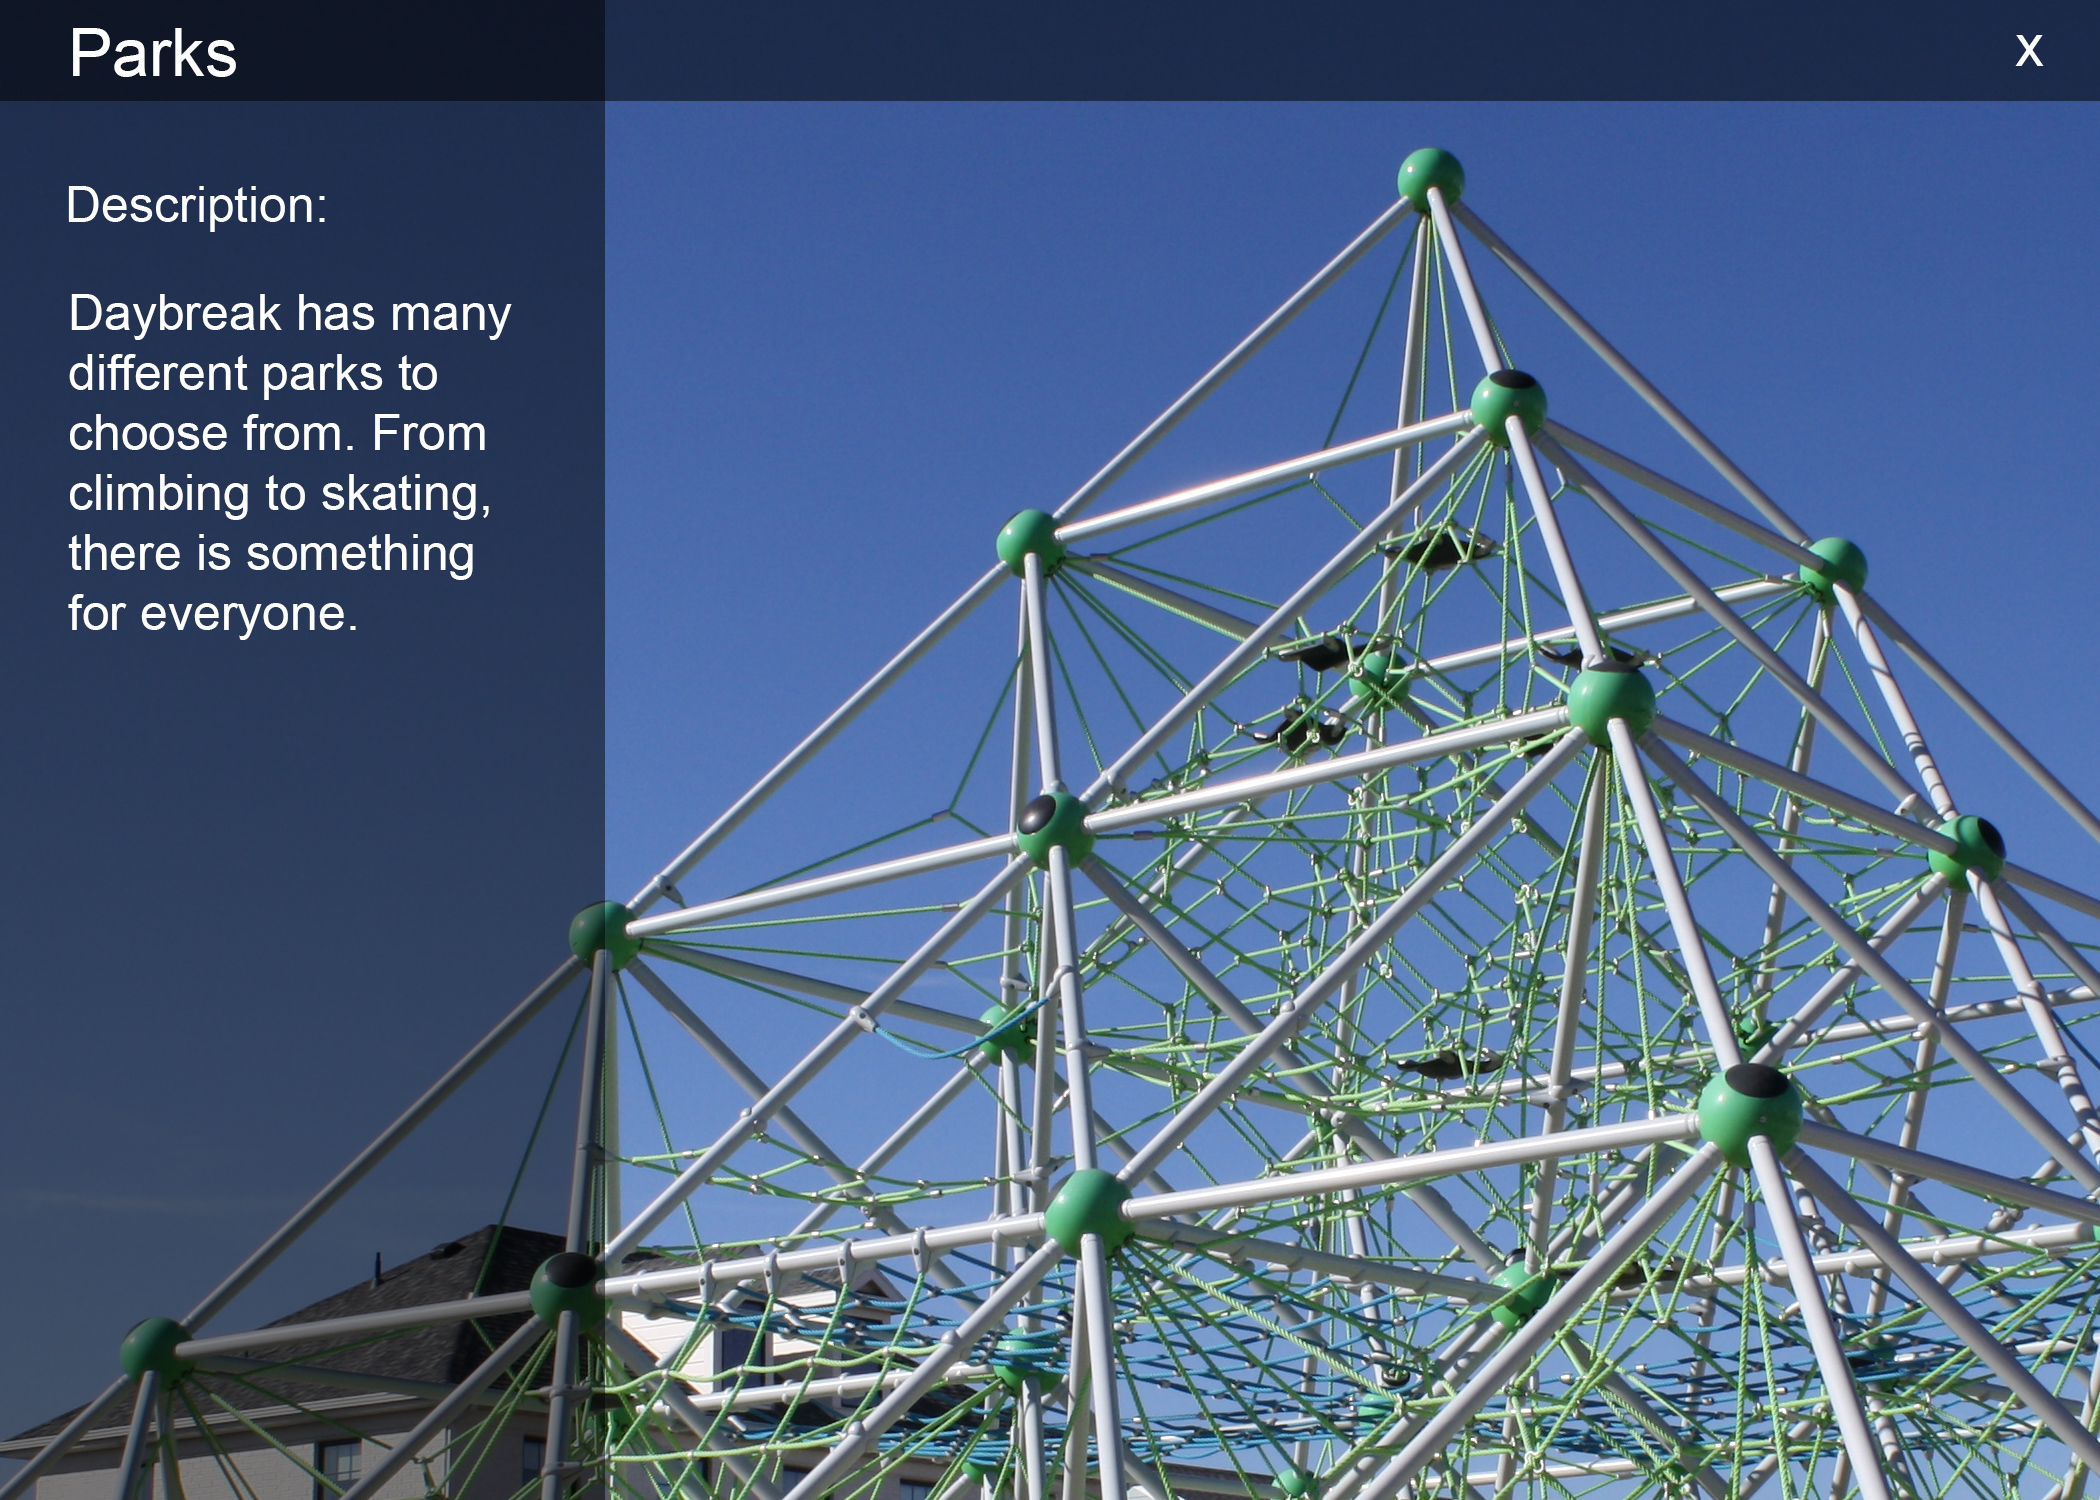 Parks
x
Description:
Daybreak has many
different parks to
choose from. From
climbing to skating,
there is something
for everyone.